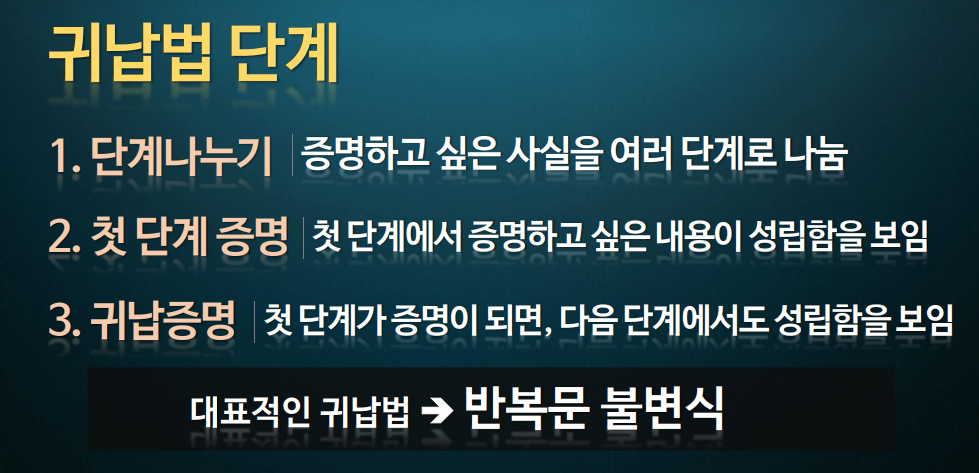 귀납법 단계
1. 단계나누기 | 증명하고 싶은 사실을 여러 단계로 나눔
2. 첫 단계 증명 | 첫 단계에서 증명하고 싶은 내용이 성립함을 보임
3. 귀납증명 | 첫 단계가 증명이 되면, 다음 단계에서도 성립함을 보임
대표적인 귀납법 ➔ 반복문 불변식